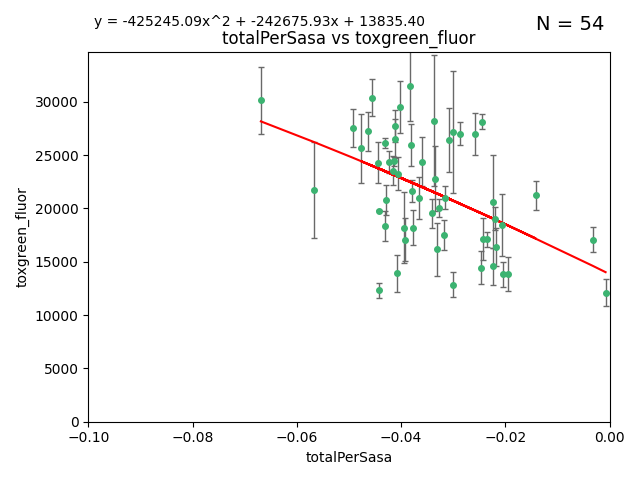 y = -425245.09x^2 + -242675.93x + 13835.40
N = 54
totalPerSasa vs toxgreen_fluor
30000
25000
20000
15000
10000
5000
0
toxgreen_fluor
−0.10 −0.08 −0.06 −0.04 −0.02 0.00
totalPerSasa